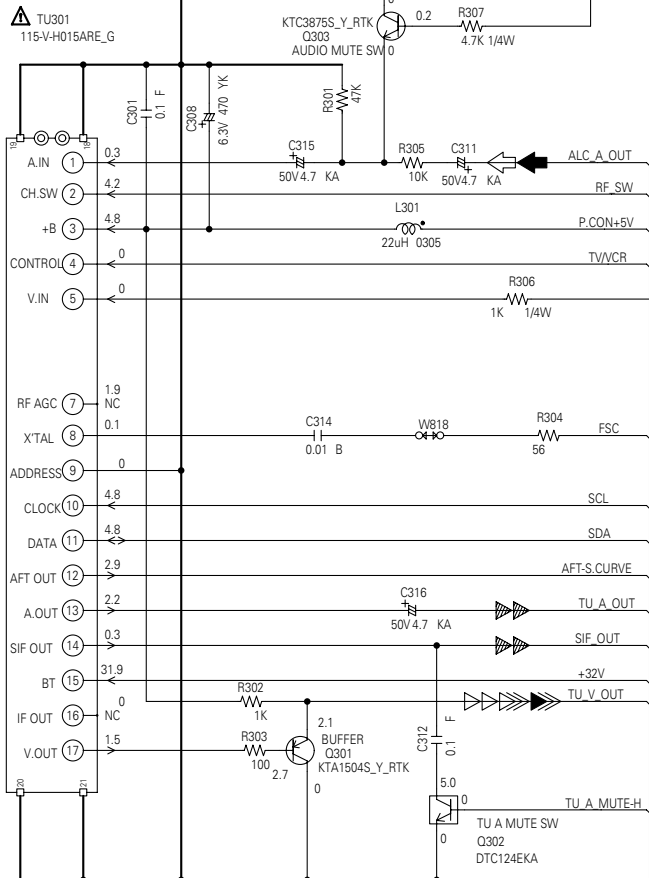 TU301
115-V-H015ARE_G
KTC3875S_Y_RTK
Q303
AUDIO MUTE SW
0
0
0.2
R307
4.7K 1/4W
C301
0.1 F
C308
6.3V 470 YK
R301
47K
19
18
A.IN 1 0.3
C315
50V4.7 KA
R305
10K
C311
50V4.7 KA
ALC_A_OUT
CH.SW 2 4.2
RF_SW
+B 3 4.8
L301
22uH 0305
P.CON+5V
CONTROL 4 0
TV/VCR
V.IN 5 0
R306
1K 1/4W
RF AGC 7 1.9
NC
X'TAL 8 0.1
C314
0.01 B
W818
R304
56
FSC
ADDRESS 9 0
CLOCK 10 4.8
SCL
DATA 11 4.8
SDA
AFT OUT 12 2.9
AFT-S.CURVE
A.OUT 13 2.2
C316
50V4.7 KA
TU_A_OUT
SIF OUT 14 0.3
SIF_OUT
BT 15 31.9
+32V
IF OUT 16 0
NC
R302
1K
TU_V_OUT
V.OUT 17 1.5
R303
100
2.7
2.1
BUFFER
Q301
KTA1504S_Y_RTK
0
C312
0.1 F
20
21
5.0
0
TU_A_MUTE-H
TU A MUTE SW
Q302
DTC124EKA
0